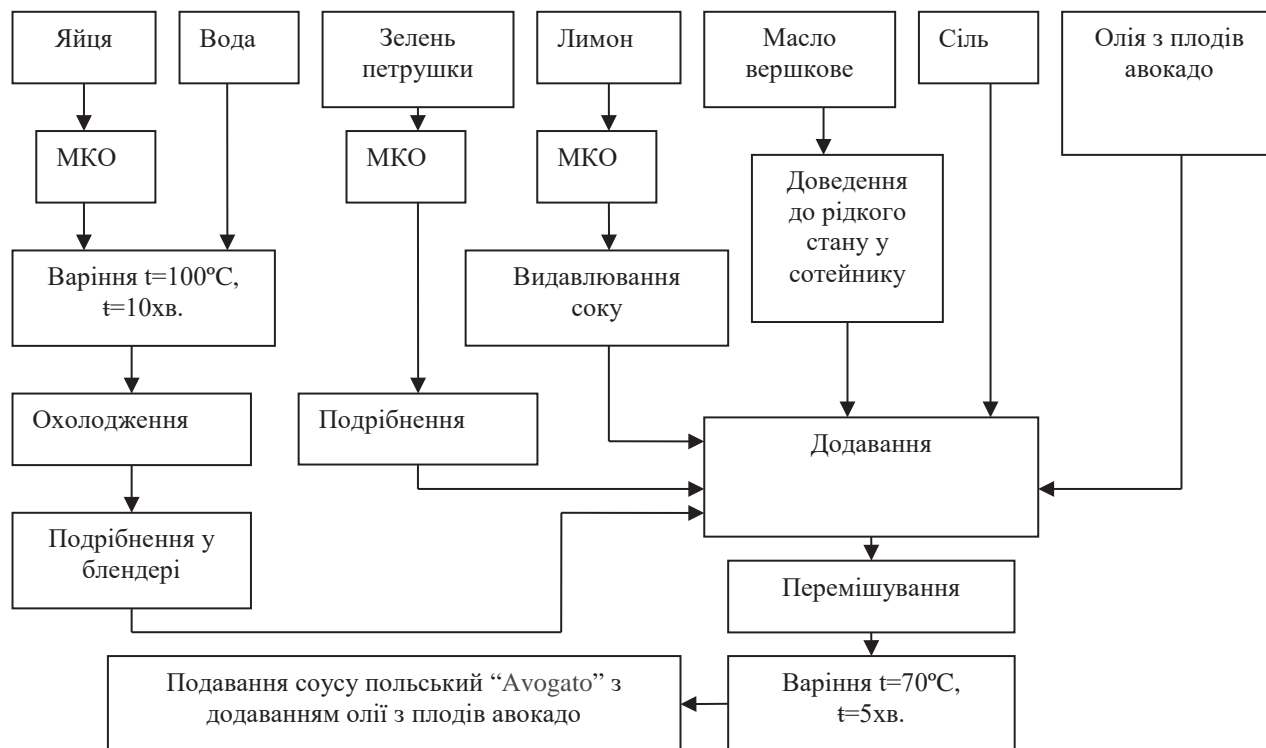 Яйця
Вода
Зелень
петрушки
Лимон
Масло
вершкове
Сіль
Олія з плодів
авокадо
МКО
МКО
МКО
Доведення
до рідкого
стану у
сотейнику
Варіння t=100ºC,
ŧ=10хв.
Видавлювання
соку
Охолодження
Подрібнення
Додавання
Подрібнення у
блендері
Перемішування
Подавання соусу польський “Avogato” з
додаванням олії з плодів авокадо
Варіння t=70ºC,
ŧ=5хв.